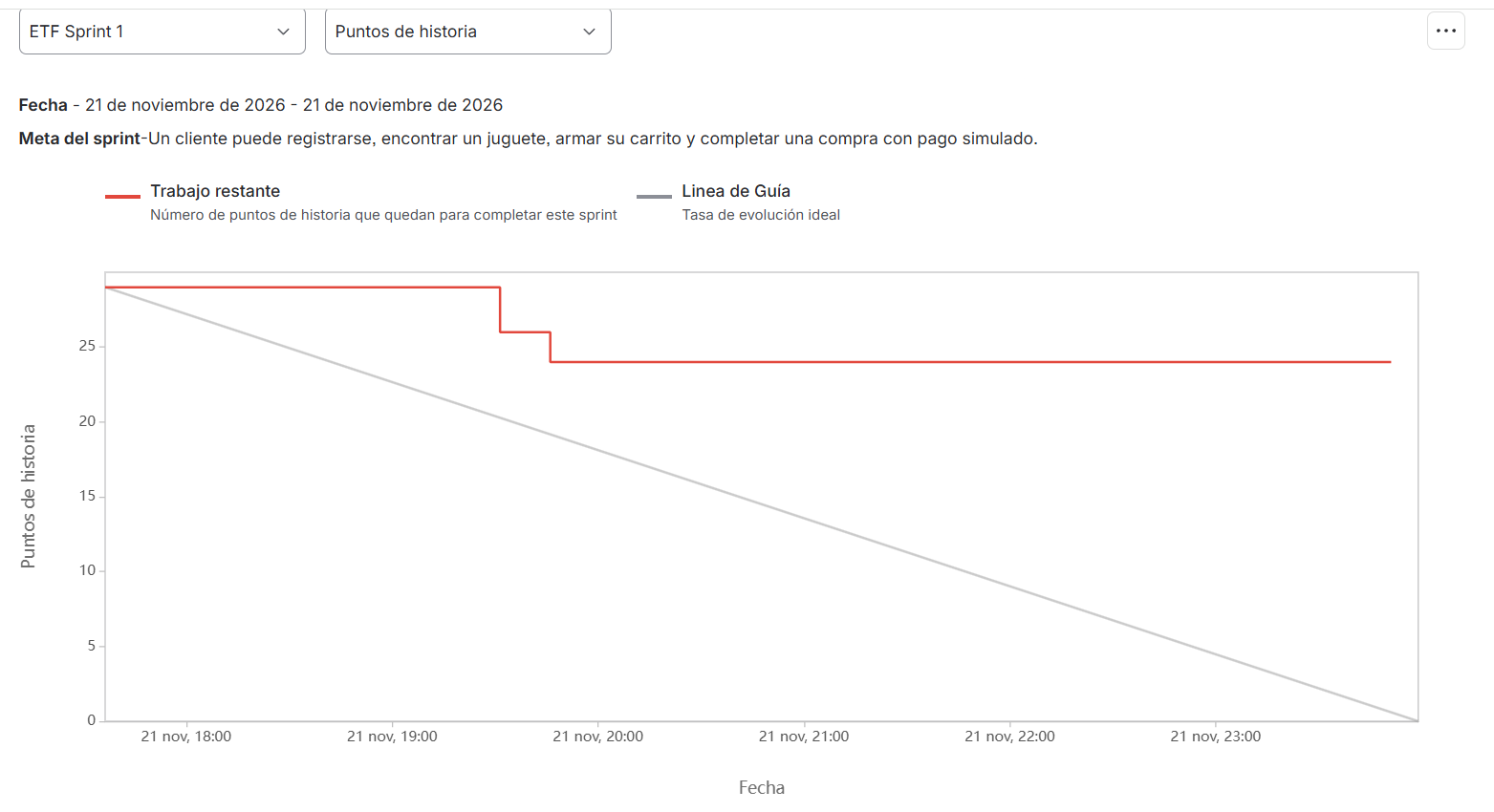 ETF Sprint 1
Puntos de historia
Fecha - 21 de noviembre de 2026 - 21 de noviembre de 2026
Meta del sprint-Un cliente puede registrarse, encontrar un juguete, armar su carrito y completar una compra con pago simulado.
Trabajo restante
Número de puntos de historia que quedan para completar este sprint
Linea de Guía
Tasa de evolución ideal
Puntos de historia
25
20
15
10
5
0
21 nov, 18:00
21 nov, 19:00
21 nov, 20:00
21 nov, 21:00
21 nov, 22:00
21 nov, 23:00
Fecha